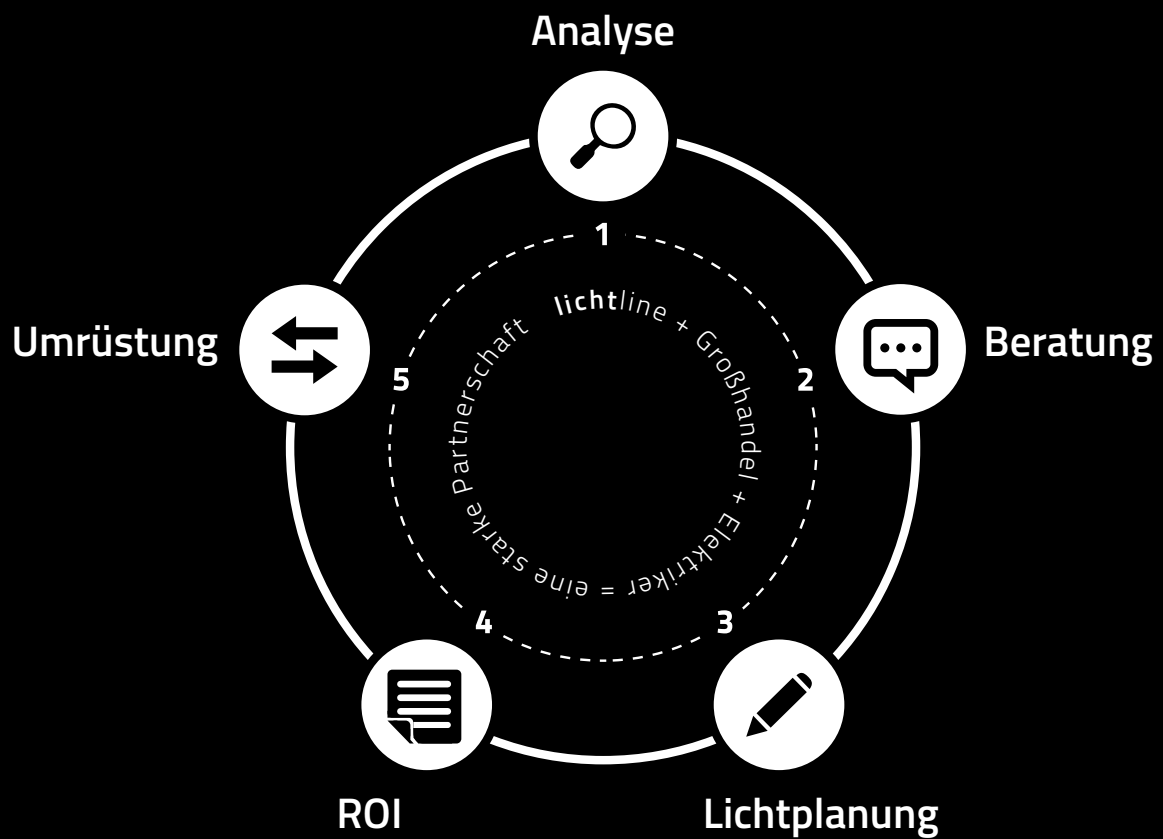 Analyse
1
Beratung
2
Lichtplanung
3
ROI
4
Umrüstung
5
lichtline + Großhandel + Elektriker = eine starke Partnerschaft